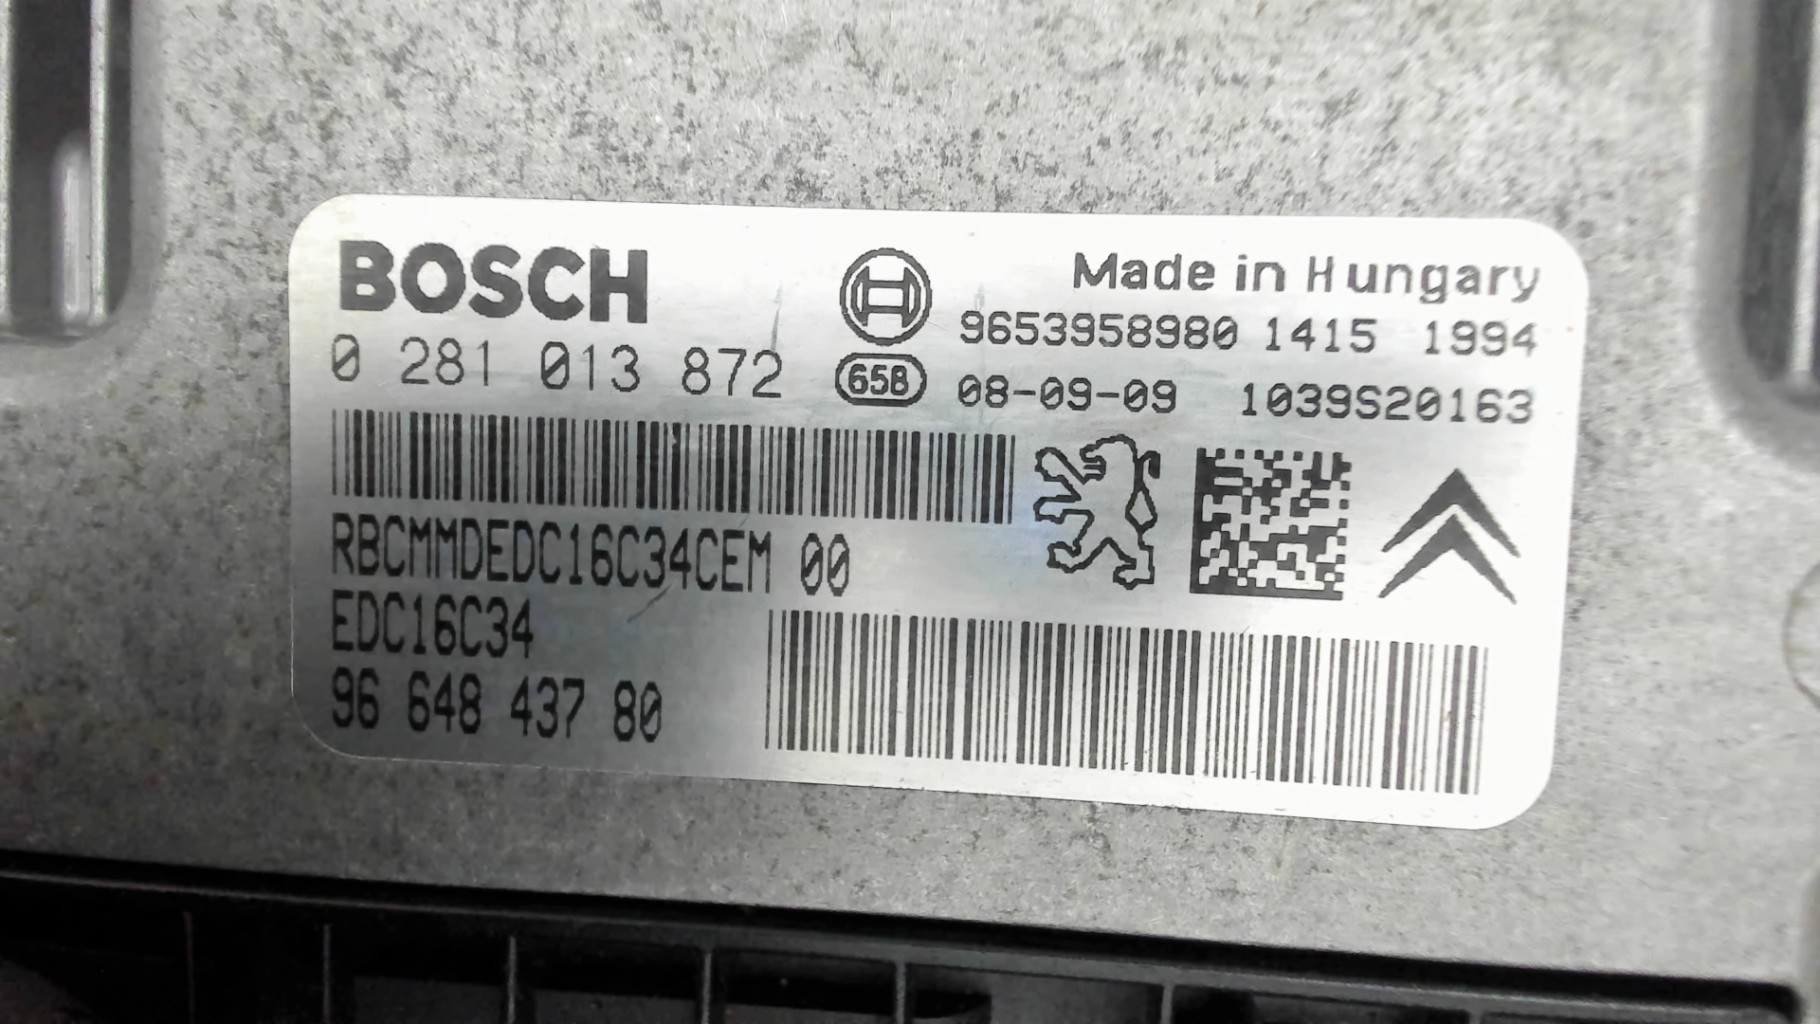 BOSCH
Made in Hungary
9653958980 1415 1994
0 281 013 872
65B
08-09-09 1039S20163
RBCMMDEDC16C34CEM 00
EDC16C34
96 648 437 80